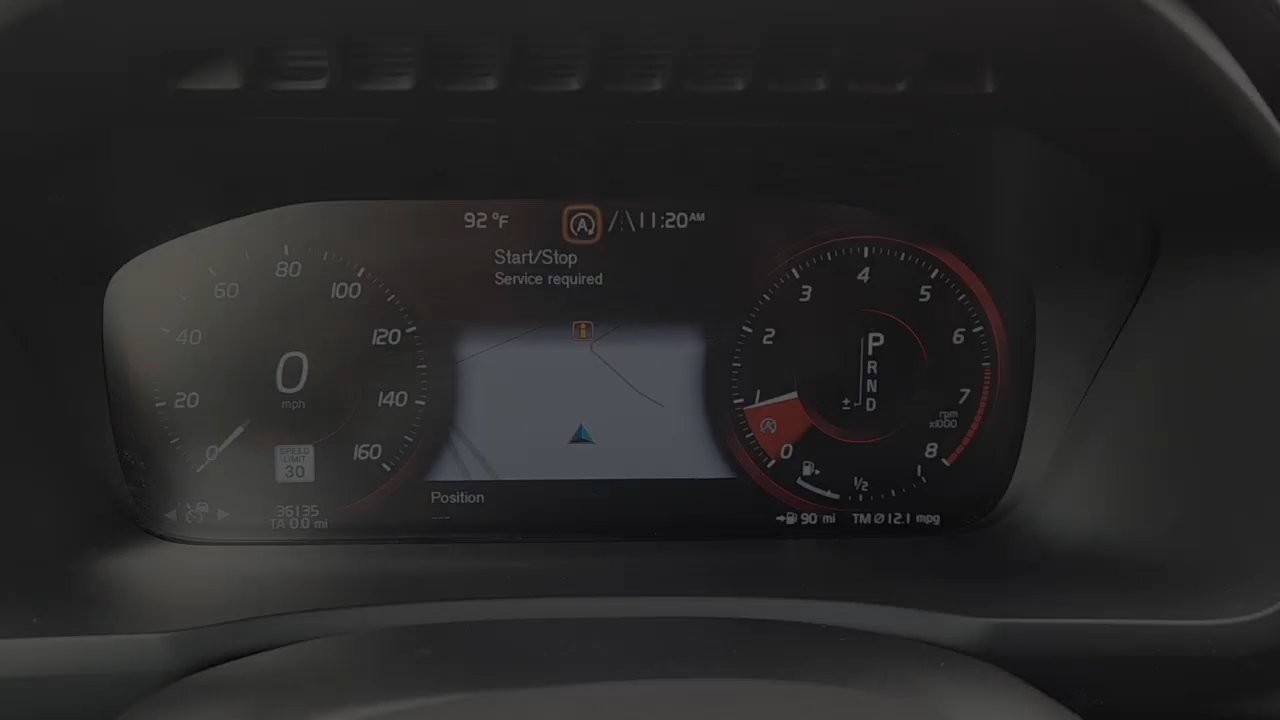 92 °F
A
11:20 AM
Start/Stop
Service required
0
20
40
60
80
100
120
140
160
0
mph
SPEED
LIMIT
30
36135
TA 0.0 mi
Position
0
1
2
3
4
5
6
7
8
rpm
x1000
P
R
N
D
±
A
1/2
90 mi
TM Ø 12.1 mpg